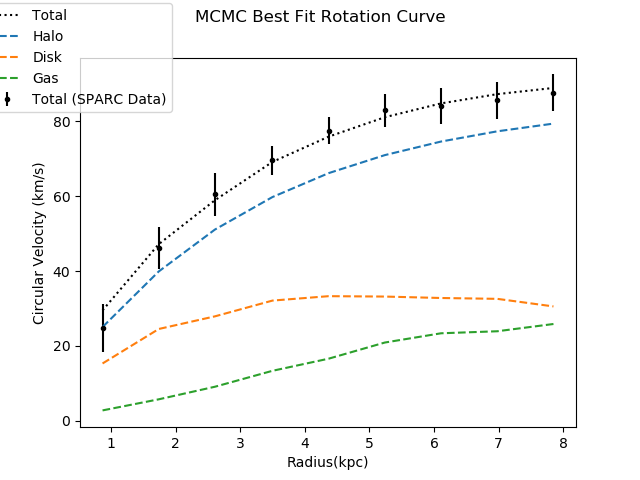 MCMC Best Fit Rotation Curve
Total
Halo
Disk
Gas
Total (SPARC Data)
Circular Velocity (km/s)
80
60
40
20
0
1 2 3 4 5 6 7 8
Radius(kpc)